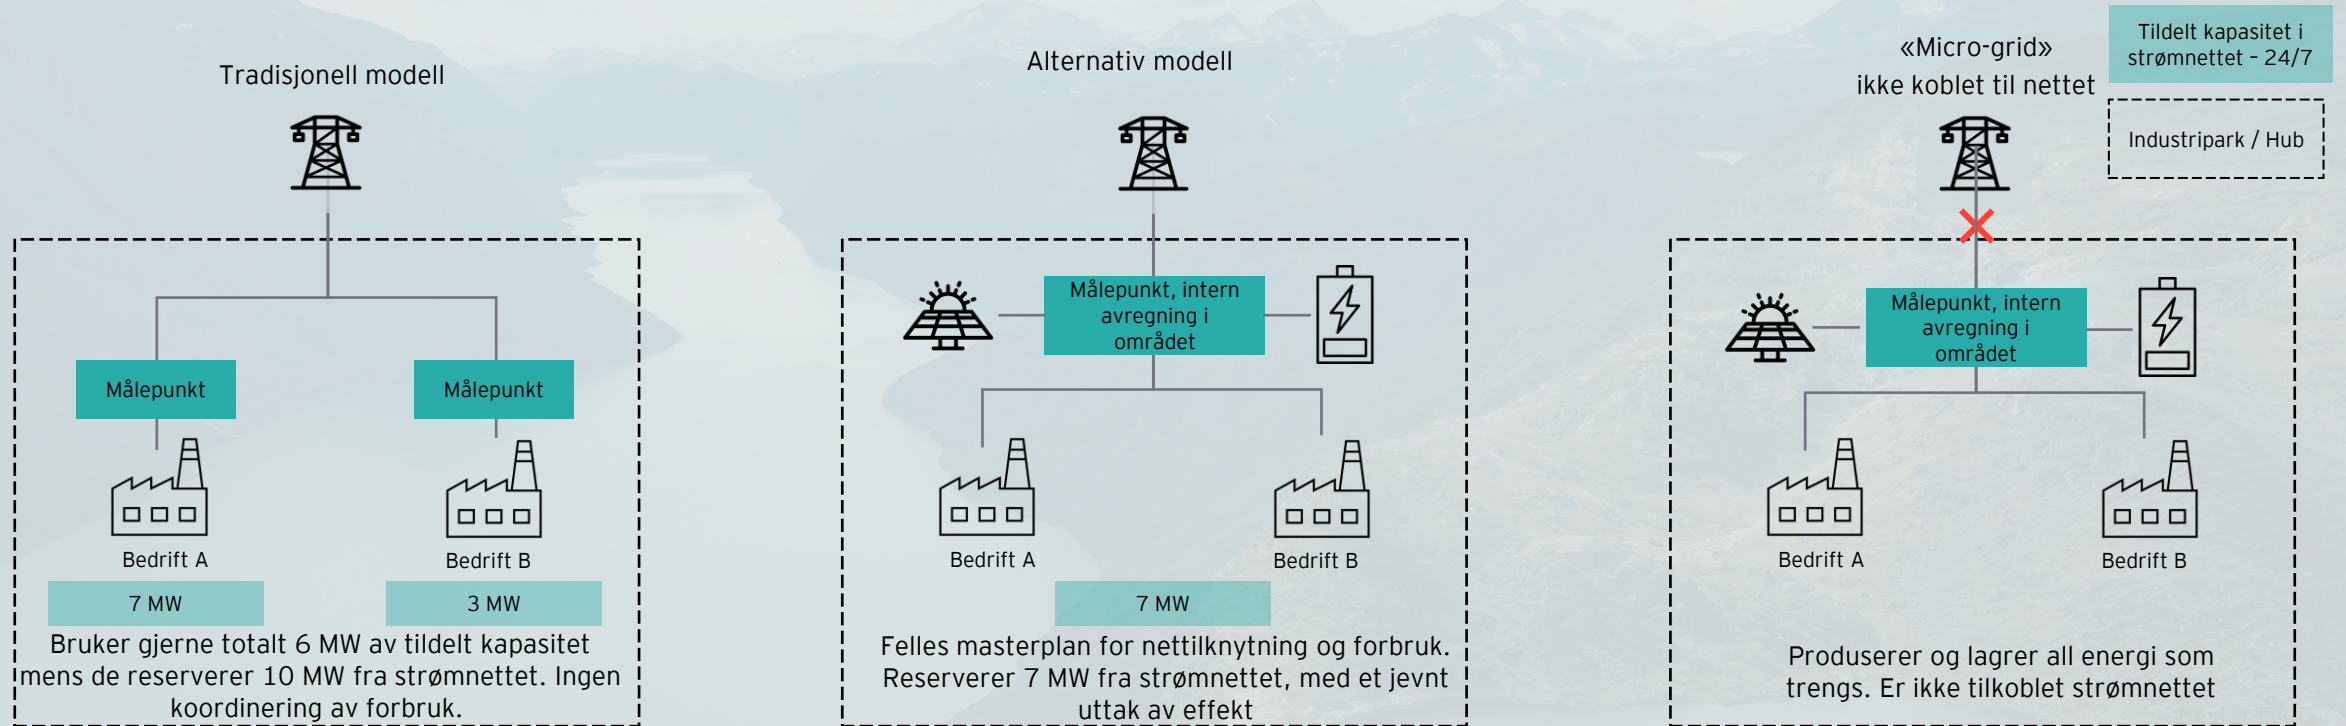 Tradisjonell modell
Målepunkt
Målepunkt
Bedrift A
Bedrift B
7 MW
3 MW
Bruker gjerne totalt 6 MW av tildelt kapasitet
mens de reserverer 10 MW fra strømnettet. Ingen
koordinering av forbruk.
Alternativ modell
Målepunkt, intern
avregning i
området
Bedrift A
Bedrift B
7 MW
Felles masterplan for nettilknytning og forbruk.
Reserverer 7 MW fra strømnettet, med et jevnt
uttak av effekt
«Micro-grid»
ikke koblet til nettet
Målepunkt, intern
avregning i
området
Bedrift A
Bedrift B
Produserer og lagrer all energi som
trengs. Er ikke tilkoblet strømnettet
Tildelt kapasitet i
strømnettet – 24/7
Industripark / Hub